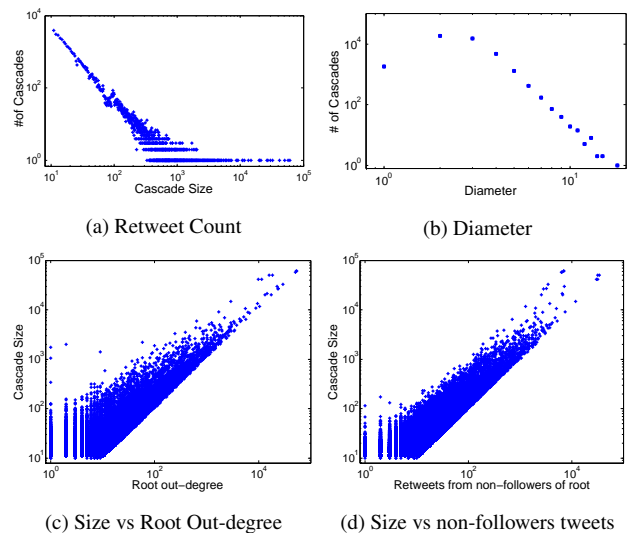 #of Cascades
10^4
10^2
10^0
10^1
10^2
10^3
10^4
10^5
Cascade Size
(a) Retweet Count
# of Cascades
10^4
10^2
10^0
10^0
10^1
Diameter
(b) Diameter
Cascade Size
10^5
10^4
10^3
10^2
10^1
10^0
10^2
10^4
Root out-degree
(c) Size vs Root Out-degree
Cascade Size
10^5
10^4
10^3
10^2
10^1
10^0
10^2
10^4
Retweets from non-followers of root
(d) Size vs non-followers tweets